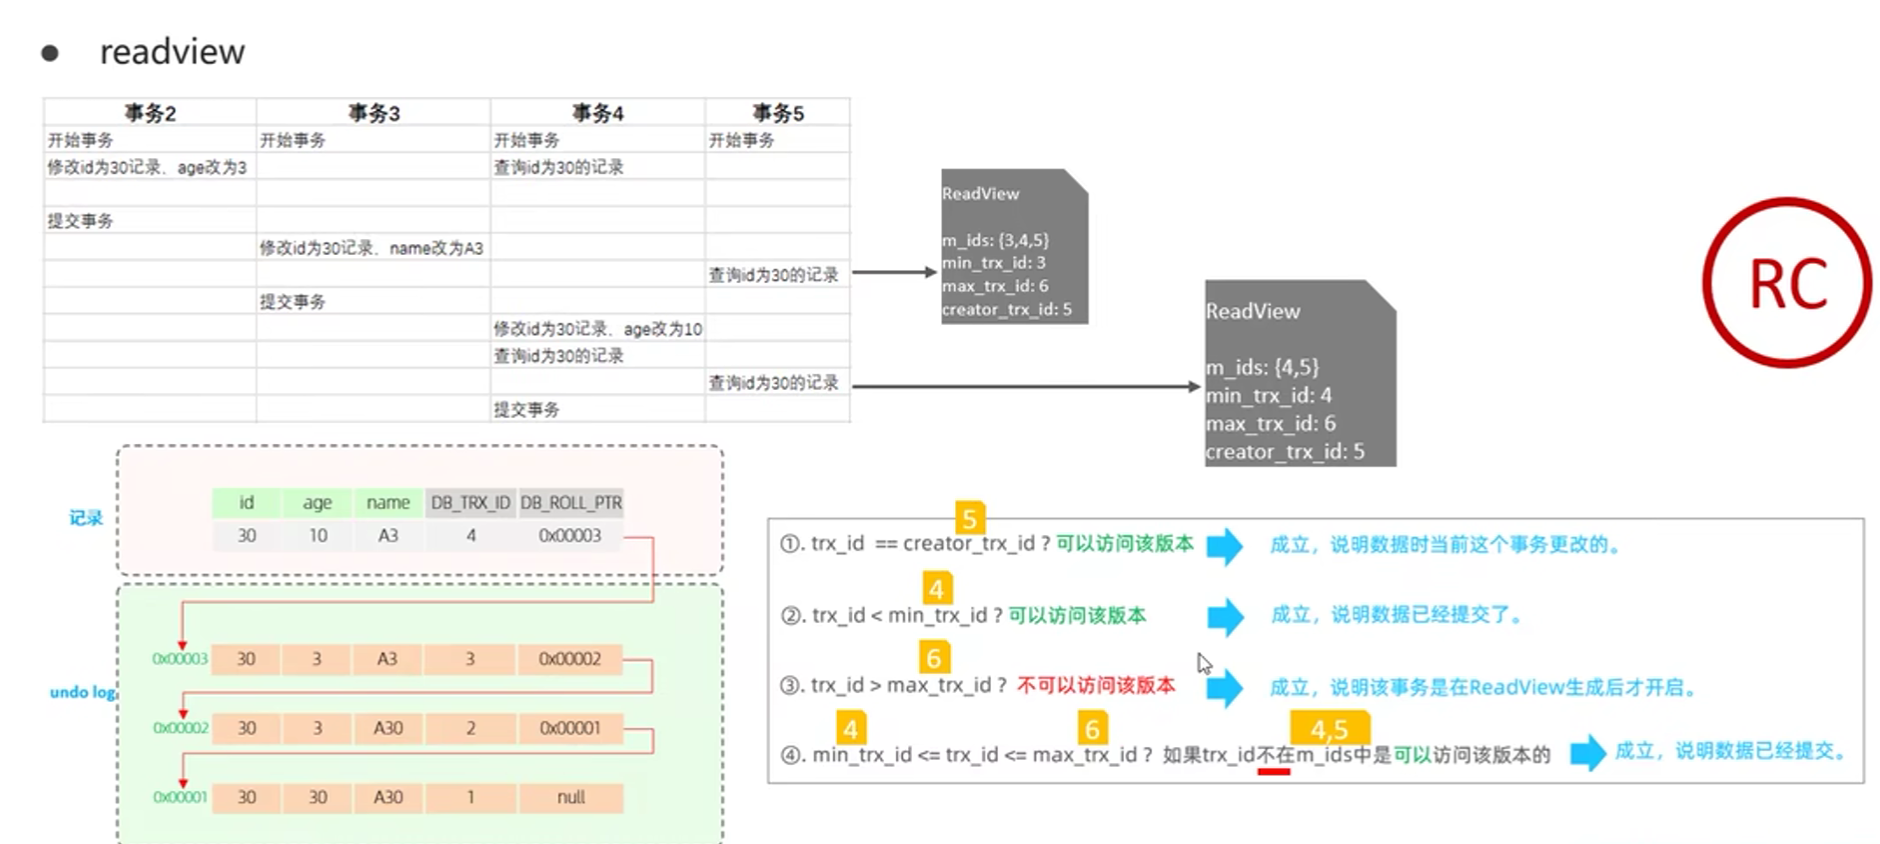 ● readview
事务2 事务3 事务4 事务5
开始事务 开始事务 开始事务 开始事务
修改id为30记录、age改为3 查询id为30的记录
提交事务
修改id为30记录、name改为A3
查询id为30的记录
提交事务
修改id为30记录、age改为10
查询id为30的记录
查询id为30的记录
提交事务
ReadView
m_ids: {3,4,5}
min_trx_id: 3
max_trx_id: 6
creator_trx_id: 5
ReadView
m_ids: {4,5}
min_trx_id: 4
max_trx_id: 6
creator_trx_id: 5
RC
记录
id age name DB_TRX_ID DB_ROLL_PTR
30 10 A3 4 0x00003
undo log
0x00003 30 3 A3 3 0x00002
0x00002 30 3 A30 2 0x00001
0x00001 30 30 A30 1 null
5
①. trx_id == creator_trx_id ? 可以访问该版本 成立，说明数据时当前这个事务更改的。
4
②. trx_id < min_trx_id ? 可以访问该版本 成立，说明数据已经提交了。
6
③. trx_id > max_trx_id ? 不可以访问该版本 成立，说明该事务是在ReadView生成后才开启。
4 6 4,5
④. min_trx_id <= trx_id <= max_trx_id ? 如果trx_id不在m_ids中是可以访问该版本的 成立，说明数据已经提交。